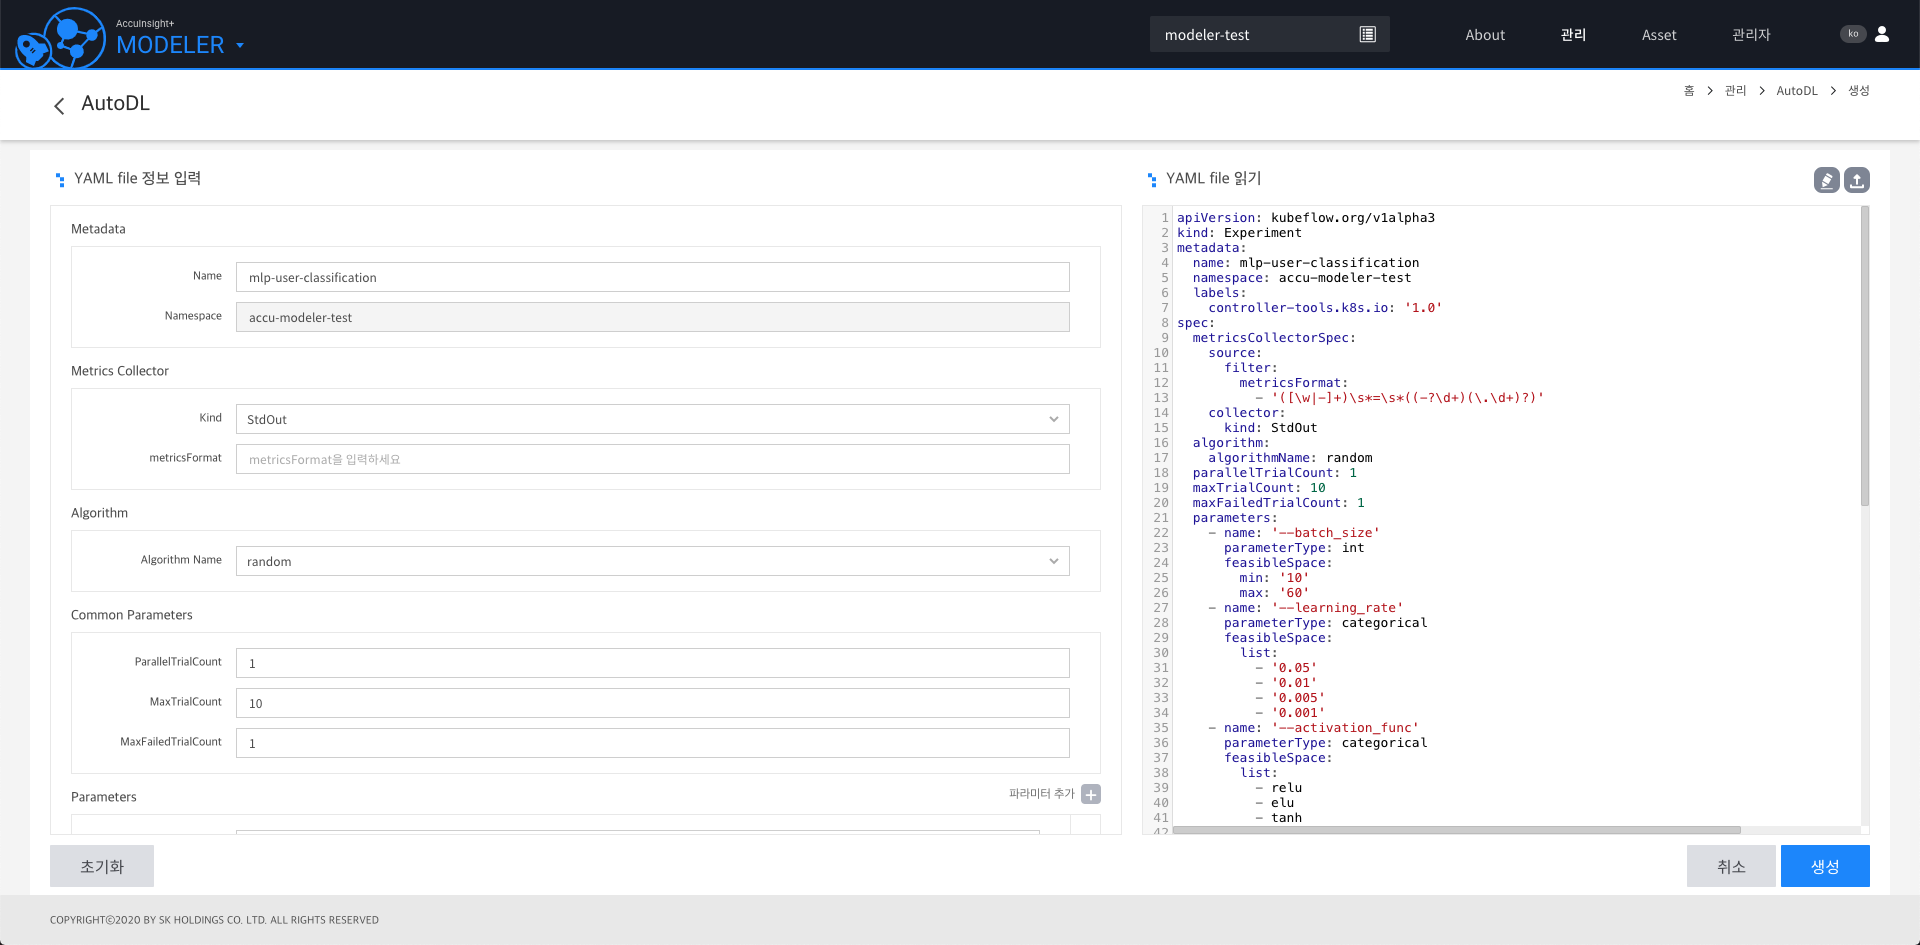 AccuInsight+
MODELER
modeler-test
About
관리
Asset
관리자
ko
AutoDL
홈 > 관리 > AutoDL > 생성
YAML file 정보 입력
Metadata
Name
mlp-user-classification
Namespace
accu-modeler-test
Metrics Collector
Kind
StdOut
metricsFormat
metricsFormat을 입력하세요
Algorithm
Algorithm Name
random
Common Parameters
ParallelTrialCount
1
MaxTrialCount
10
MaxFailedTrialCount
1
Parameters
파라미터 추가
YAML file 읽기
1 apiVersion: kubeflow.org/v1alpha3
2 kind: Experiment
3 metadata:
4   name: mlp-user-classification
5   namespace: accu-modeler-test
6   labels:
7     controller-tools.k8s.io: '1.0'
8 spec:
9   metricsCollectorSpec:
10     source:
11       filter:
12         metricsFormat:
13           - '([\w|-]+)\s*=\s*((-?\d+)(\.\d+)?)'
14     collector:
15       kind: StdOut
16   algorithm:
17     algorithmName: random
18   parallelTrialCount: 1
19   maxTrialCount: 10
20   maxFailedTrialCount: 1
21   parameters:
22     - name: '--batch_size'
23       parameterType: int
24       feasibleSpace:
25         min: '10'
26         max: '60'
27     - name: '--learning_rate'
28       parameterType: categorical
29       feasibleSpace:
30         list:
31           - '0.05'
32           - '0.01'
33           - '0.005'
34           - '0.001'
35     - name: '--activation_func'
36       parameterType: categorical
37       feasibleSpace:
38         list:
39           - relu
40           - elu
41           - tanh
42
초기화
취소
생성
COPYRIGHT©2020 BY SK HOLDINGS CO. LTD. ALL RIGHTS RESERVED